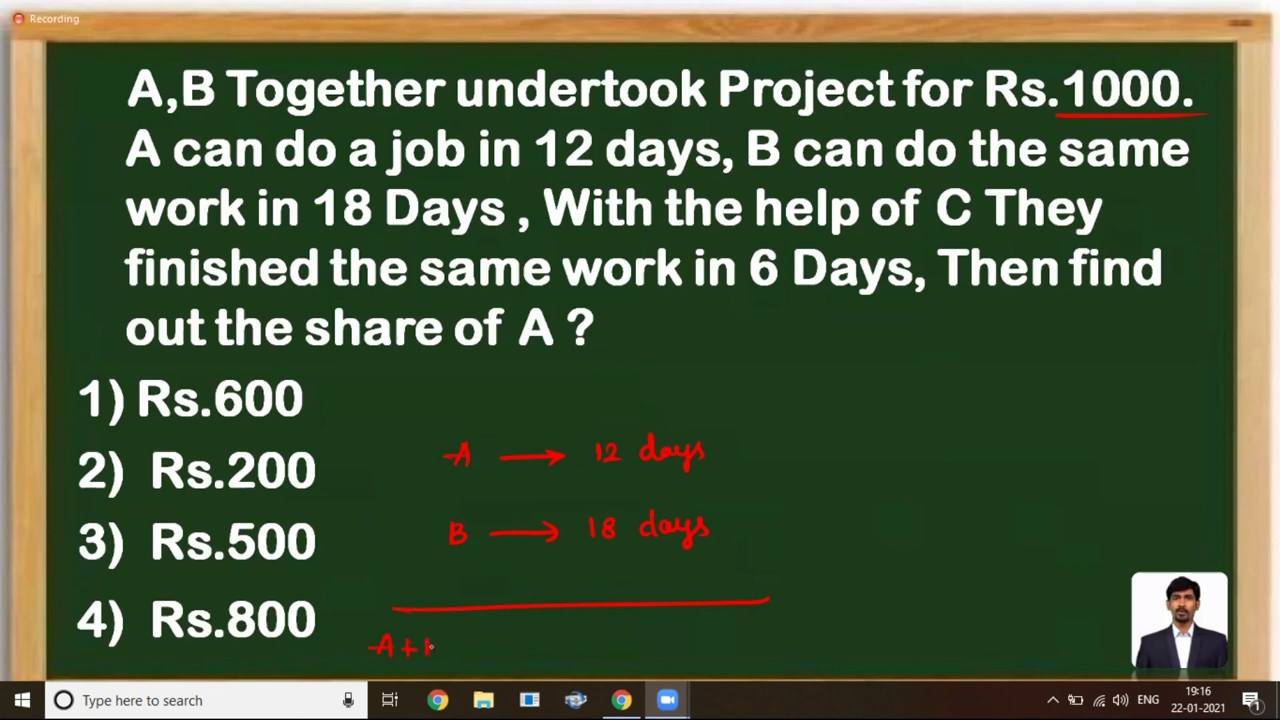 Recording
A,B Together undertook Project for Rs.1000.
A can do a job in 12 days, B can do the same
work in 18 Days , With the help of C They
finished the same work in 6 Days, Then find
out the share of A ?
1) Rs.600
2) Rs.200
3) Rs.500
4) Rs.800
A → 12 days
B → 18 days
A+
Type here to search
ENG
19:16
22-01-2021
1